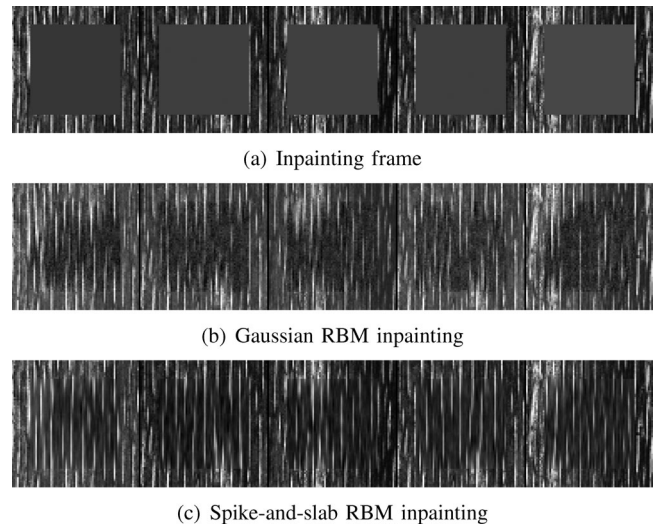 (a) Inpainting frame
(b) Gaussian RBM inpainting
(c) Spike-and-slab RBM inpainting